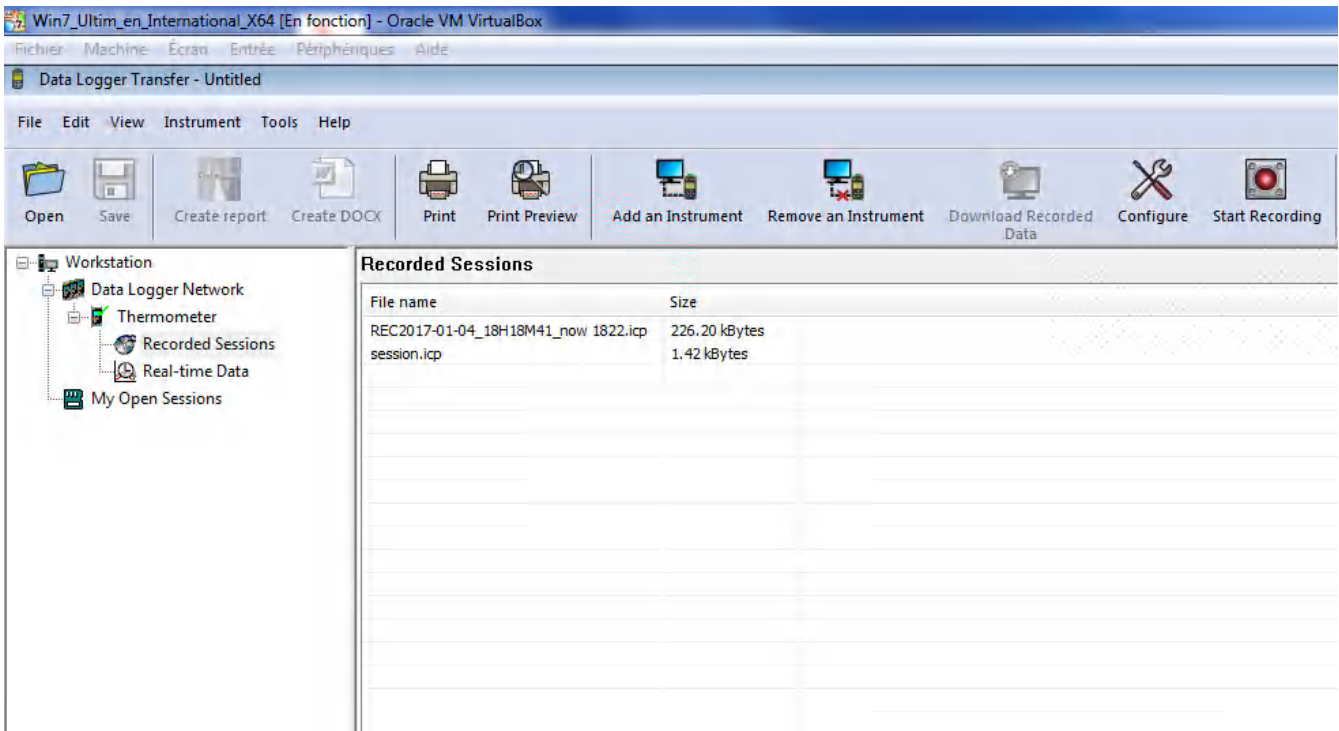 Win7_Ultim_en_International_X64 [En fonction] - Oracle VM VirtualBox
Fichier Machine Écran Entrée Périphériques Aide
Data Logger Transfer - Untitled
File Edit View Instrument Tools Help
Open Save Create report Create DOCX Print Print Preview Add an Instrument Remove an Instrument Download Recorded Data Configure Start Recording
Workstation
Data Logger Network
Thermometer
Recorded Sessions
Real-time Data
My Open Sessions
Recorded Sessions
File name Size
REC2017-01-04_18H18M41_now 1822.icp 226.20 kBytes
session.icp 1.42 kBytes